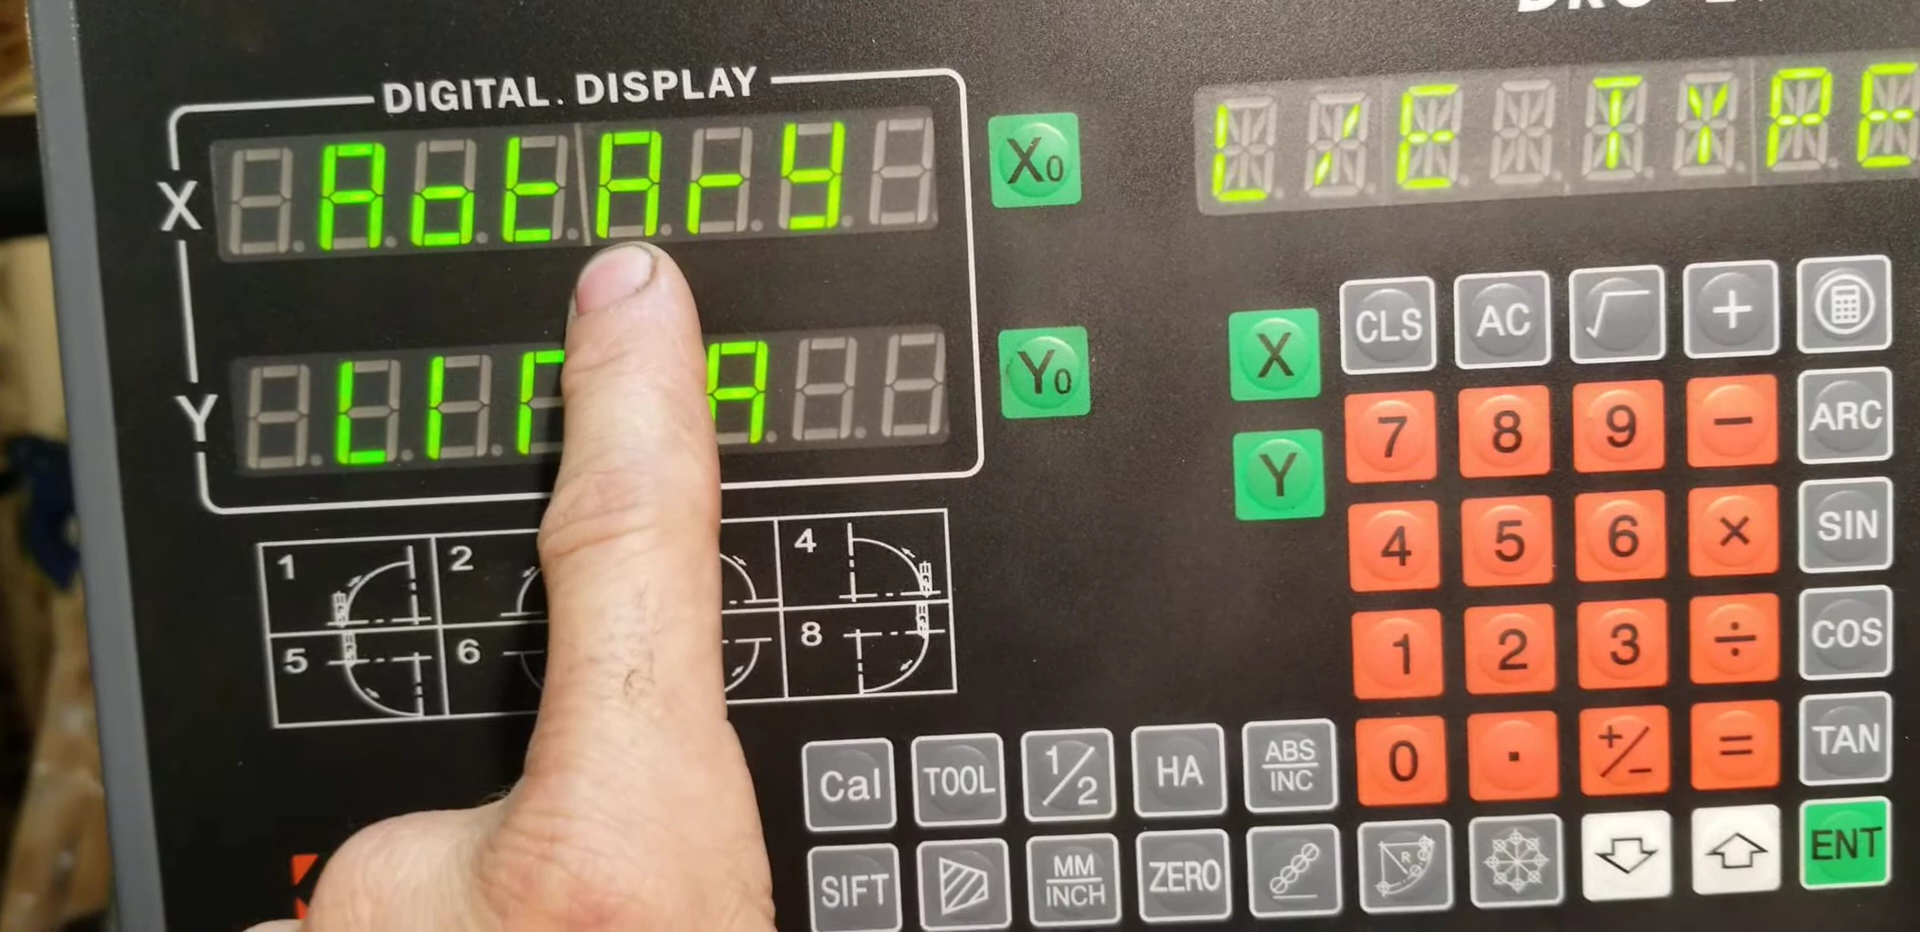 DIGITAL. DISPLAY
X
AotAry
X0
L/E TYPE
Y
Y0
X
Y
CLS
AC
√
+
7
8
9
-
ARC
4
5
6
×
SIN
1
2
3
÷
COS
0
.
+/-
=
TAN
1
2
4
5
6
8
Cal
TOOL
1/2
HA
ABS
INC
SIFT
MM
INCH
ZERO
R
ENT